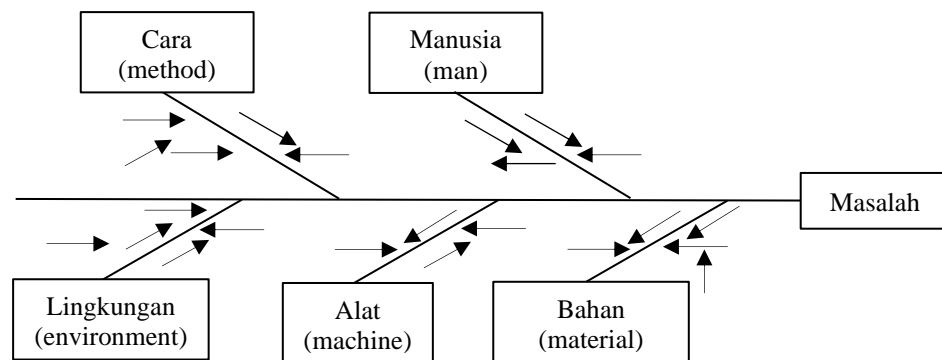 Cara
(method)
Manusia
(man)
Masalah
Lingkungan
(environment)
Alat
(machine)
Bahan
(material)